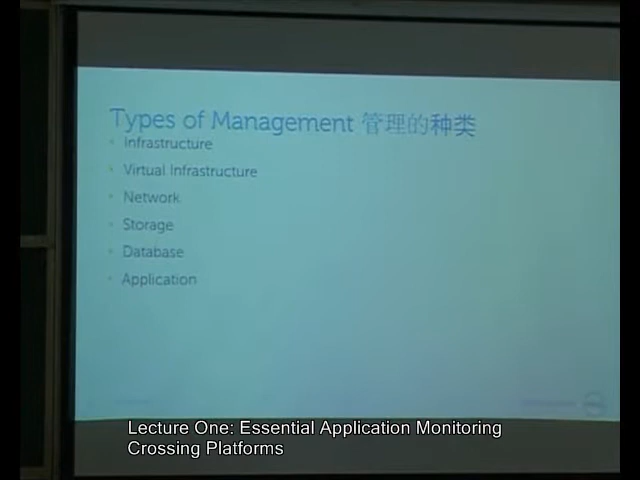 Types of Management 管理的种类
Infrastructure
Virtual Infrastructure
Network
Storage
Database
Application
Lecture One: Essential Application Monitoring
Crossing Platforms